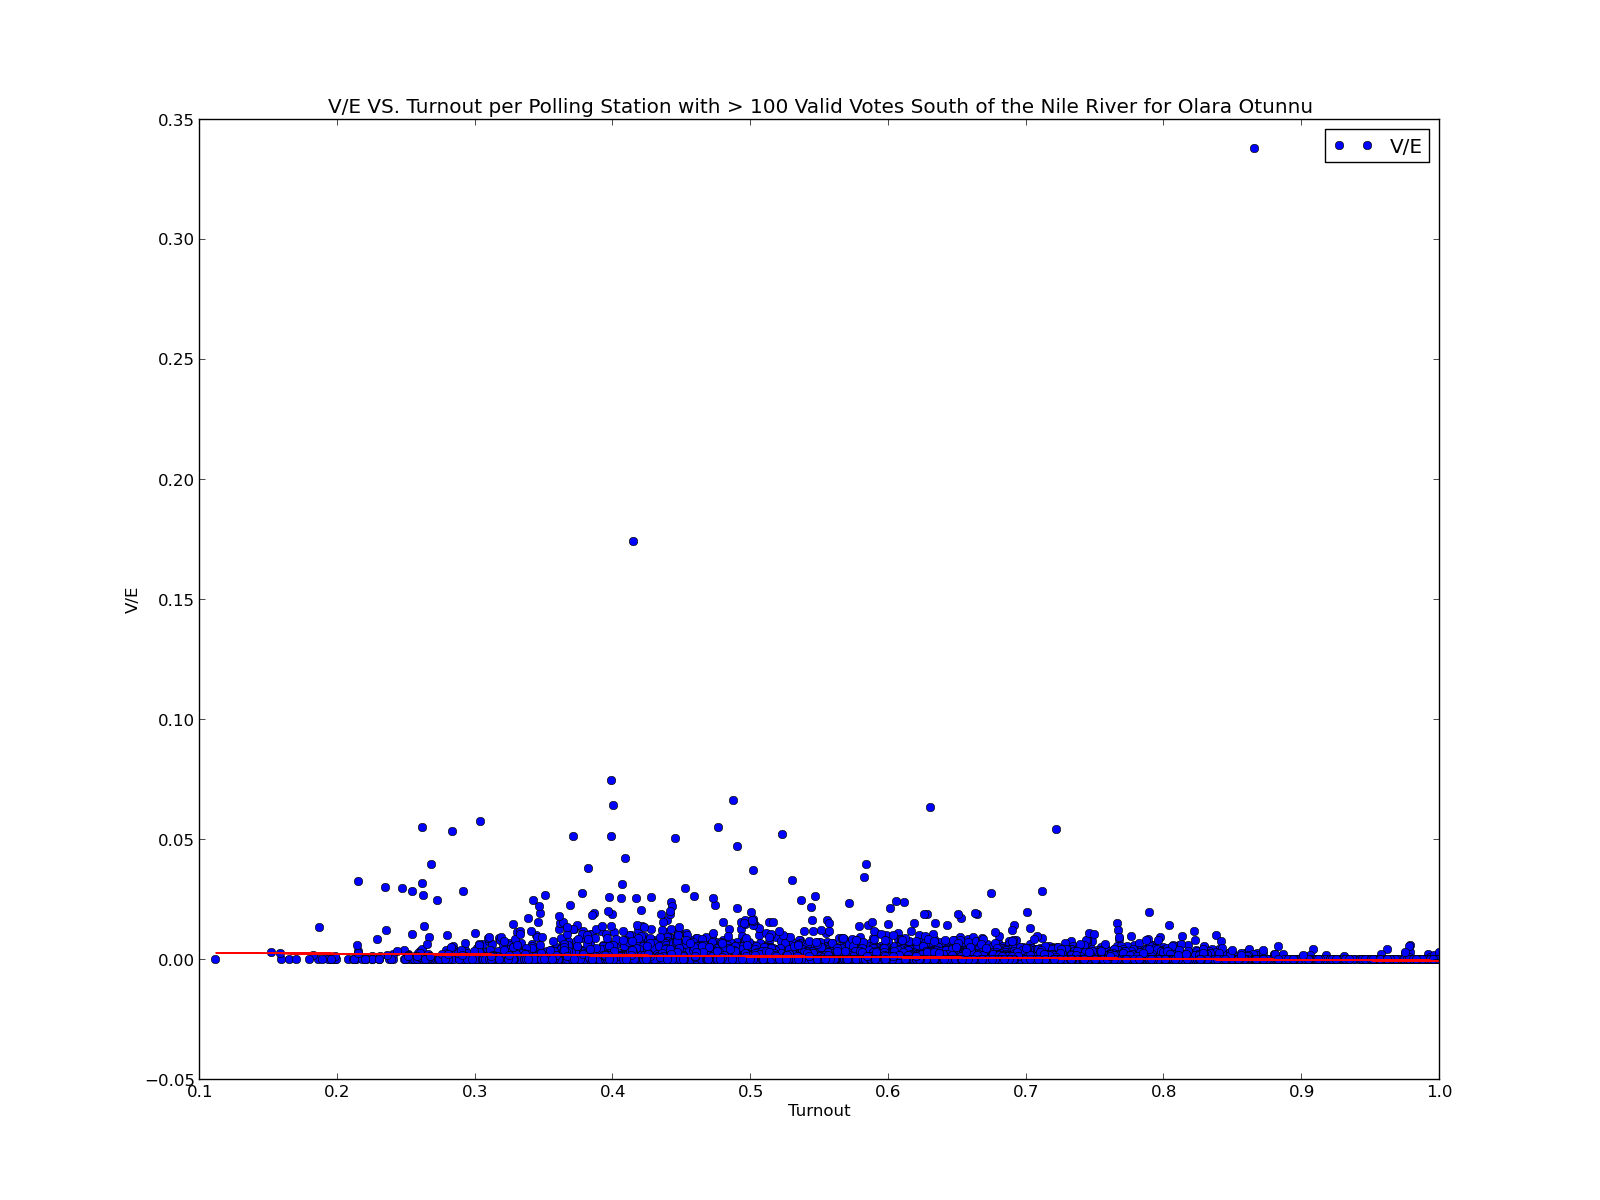 V/E VS. Turnout per Polling Station with > 100 Valid Votes South of the Nile River for Olara Otunnu
V/E
0.35
0.30
0.25
0.20
0.15
0.10
0.05
0.00
−0.05
V/E
0.1 0.2 0.3 0.4 0.5 0.6 0.7 0.8 0.9 1.0
Turnout